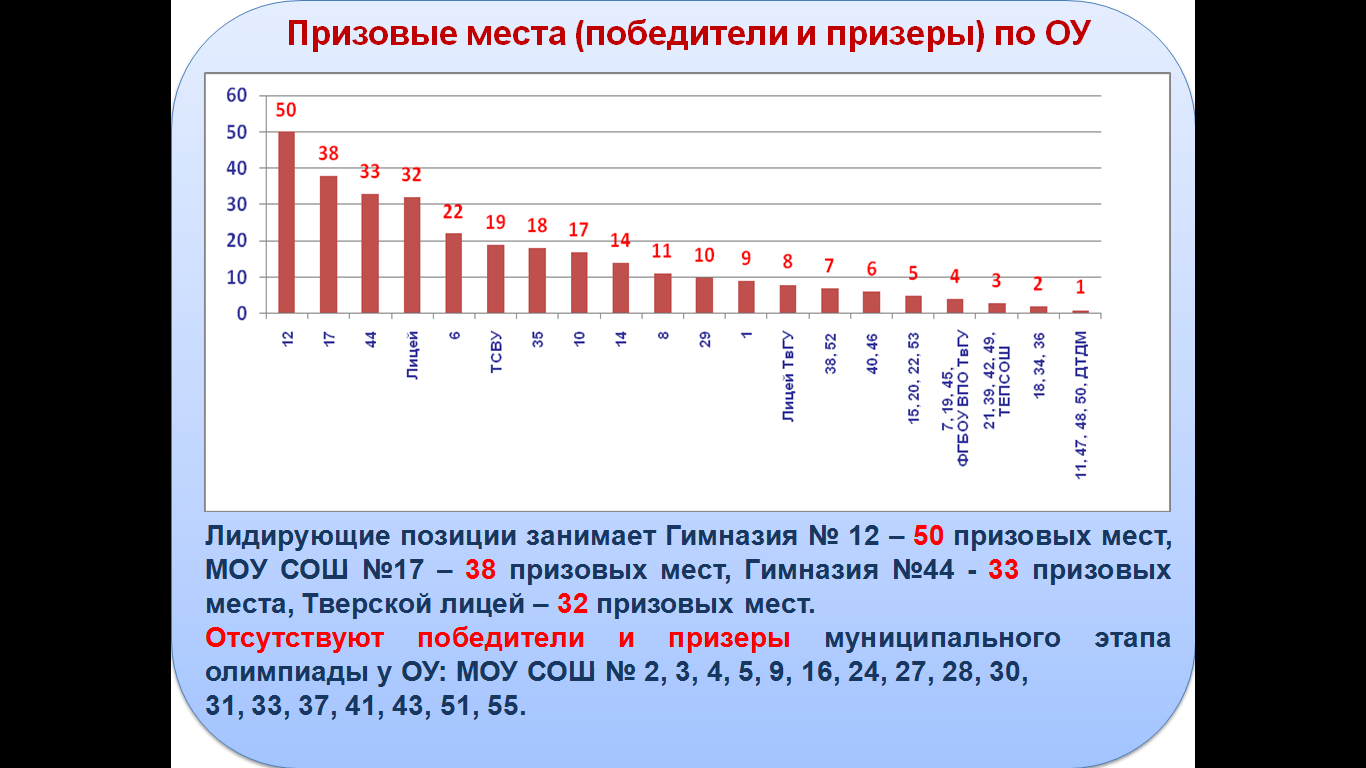 Призовые места (победители и призеры) по ОУ
60
50
40
30
20
10
0
50
38
33
32
22
19
18
17
14
11
10
9
8
7
6
5
4
3
2
1
12
17
44
Лицей
6
ТСВУ
35
10
14
8
29
1
Лицей ТвГУ
38, 52
40, 46
15, 20, 22, 53
7, 19, 45,
ФГБОУ ВПО ТвГУ
21, 39, 42, 49,
ТЕПСОШ
18, 34, 36
11, 47, 48, 50, ДТДМ
Лидирующие позиции занимает Гимназия № 12 – 50 призовых мест,
МОУ СОШ №17 – 38 призовых мест, Гимназия №44 - 33 призовых
места, Тверской лицей – 32 призовых мест.
Отсутствуют победители и призеры муниципального этапа
олимпиады у ОУ: МОУ СОШ № 2, 3, 4, 5, 9, 16, 24, 27, 28, 30,
31, 33, 37, 41, 43, 51, 55.